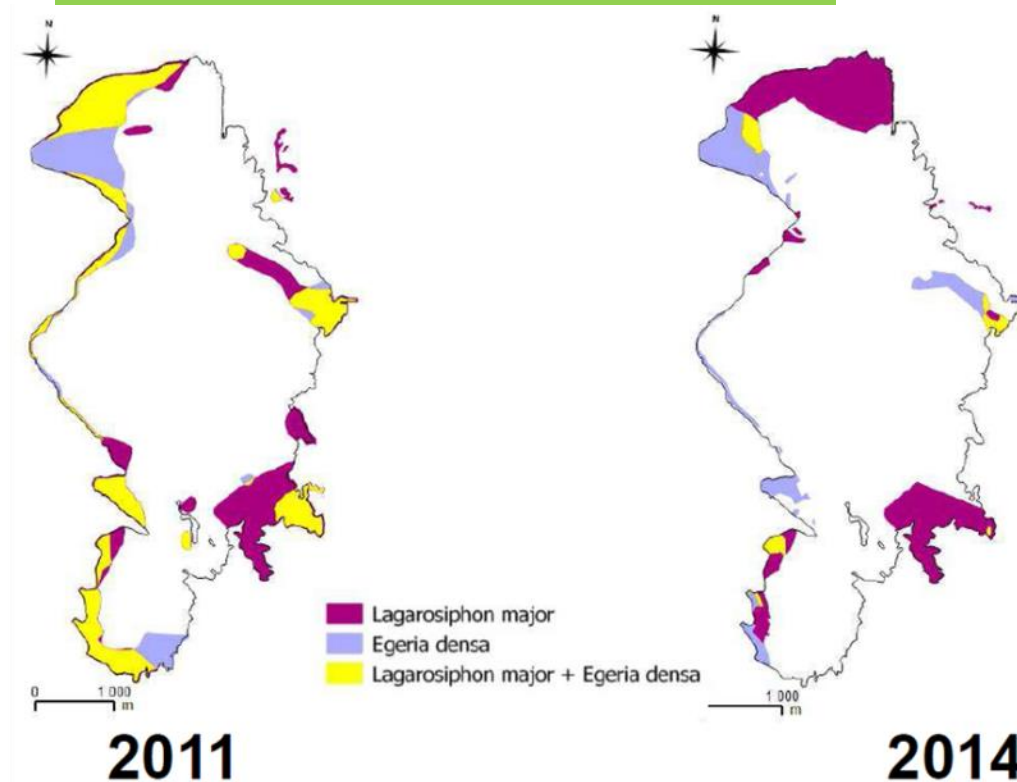 N
N
Lagarosiphon major
Egeria densa
Lagarosiphon major + Egeria densa
0 1 000
m
1 000
m
2011
2014